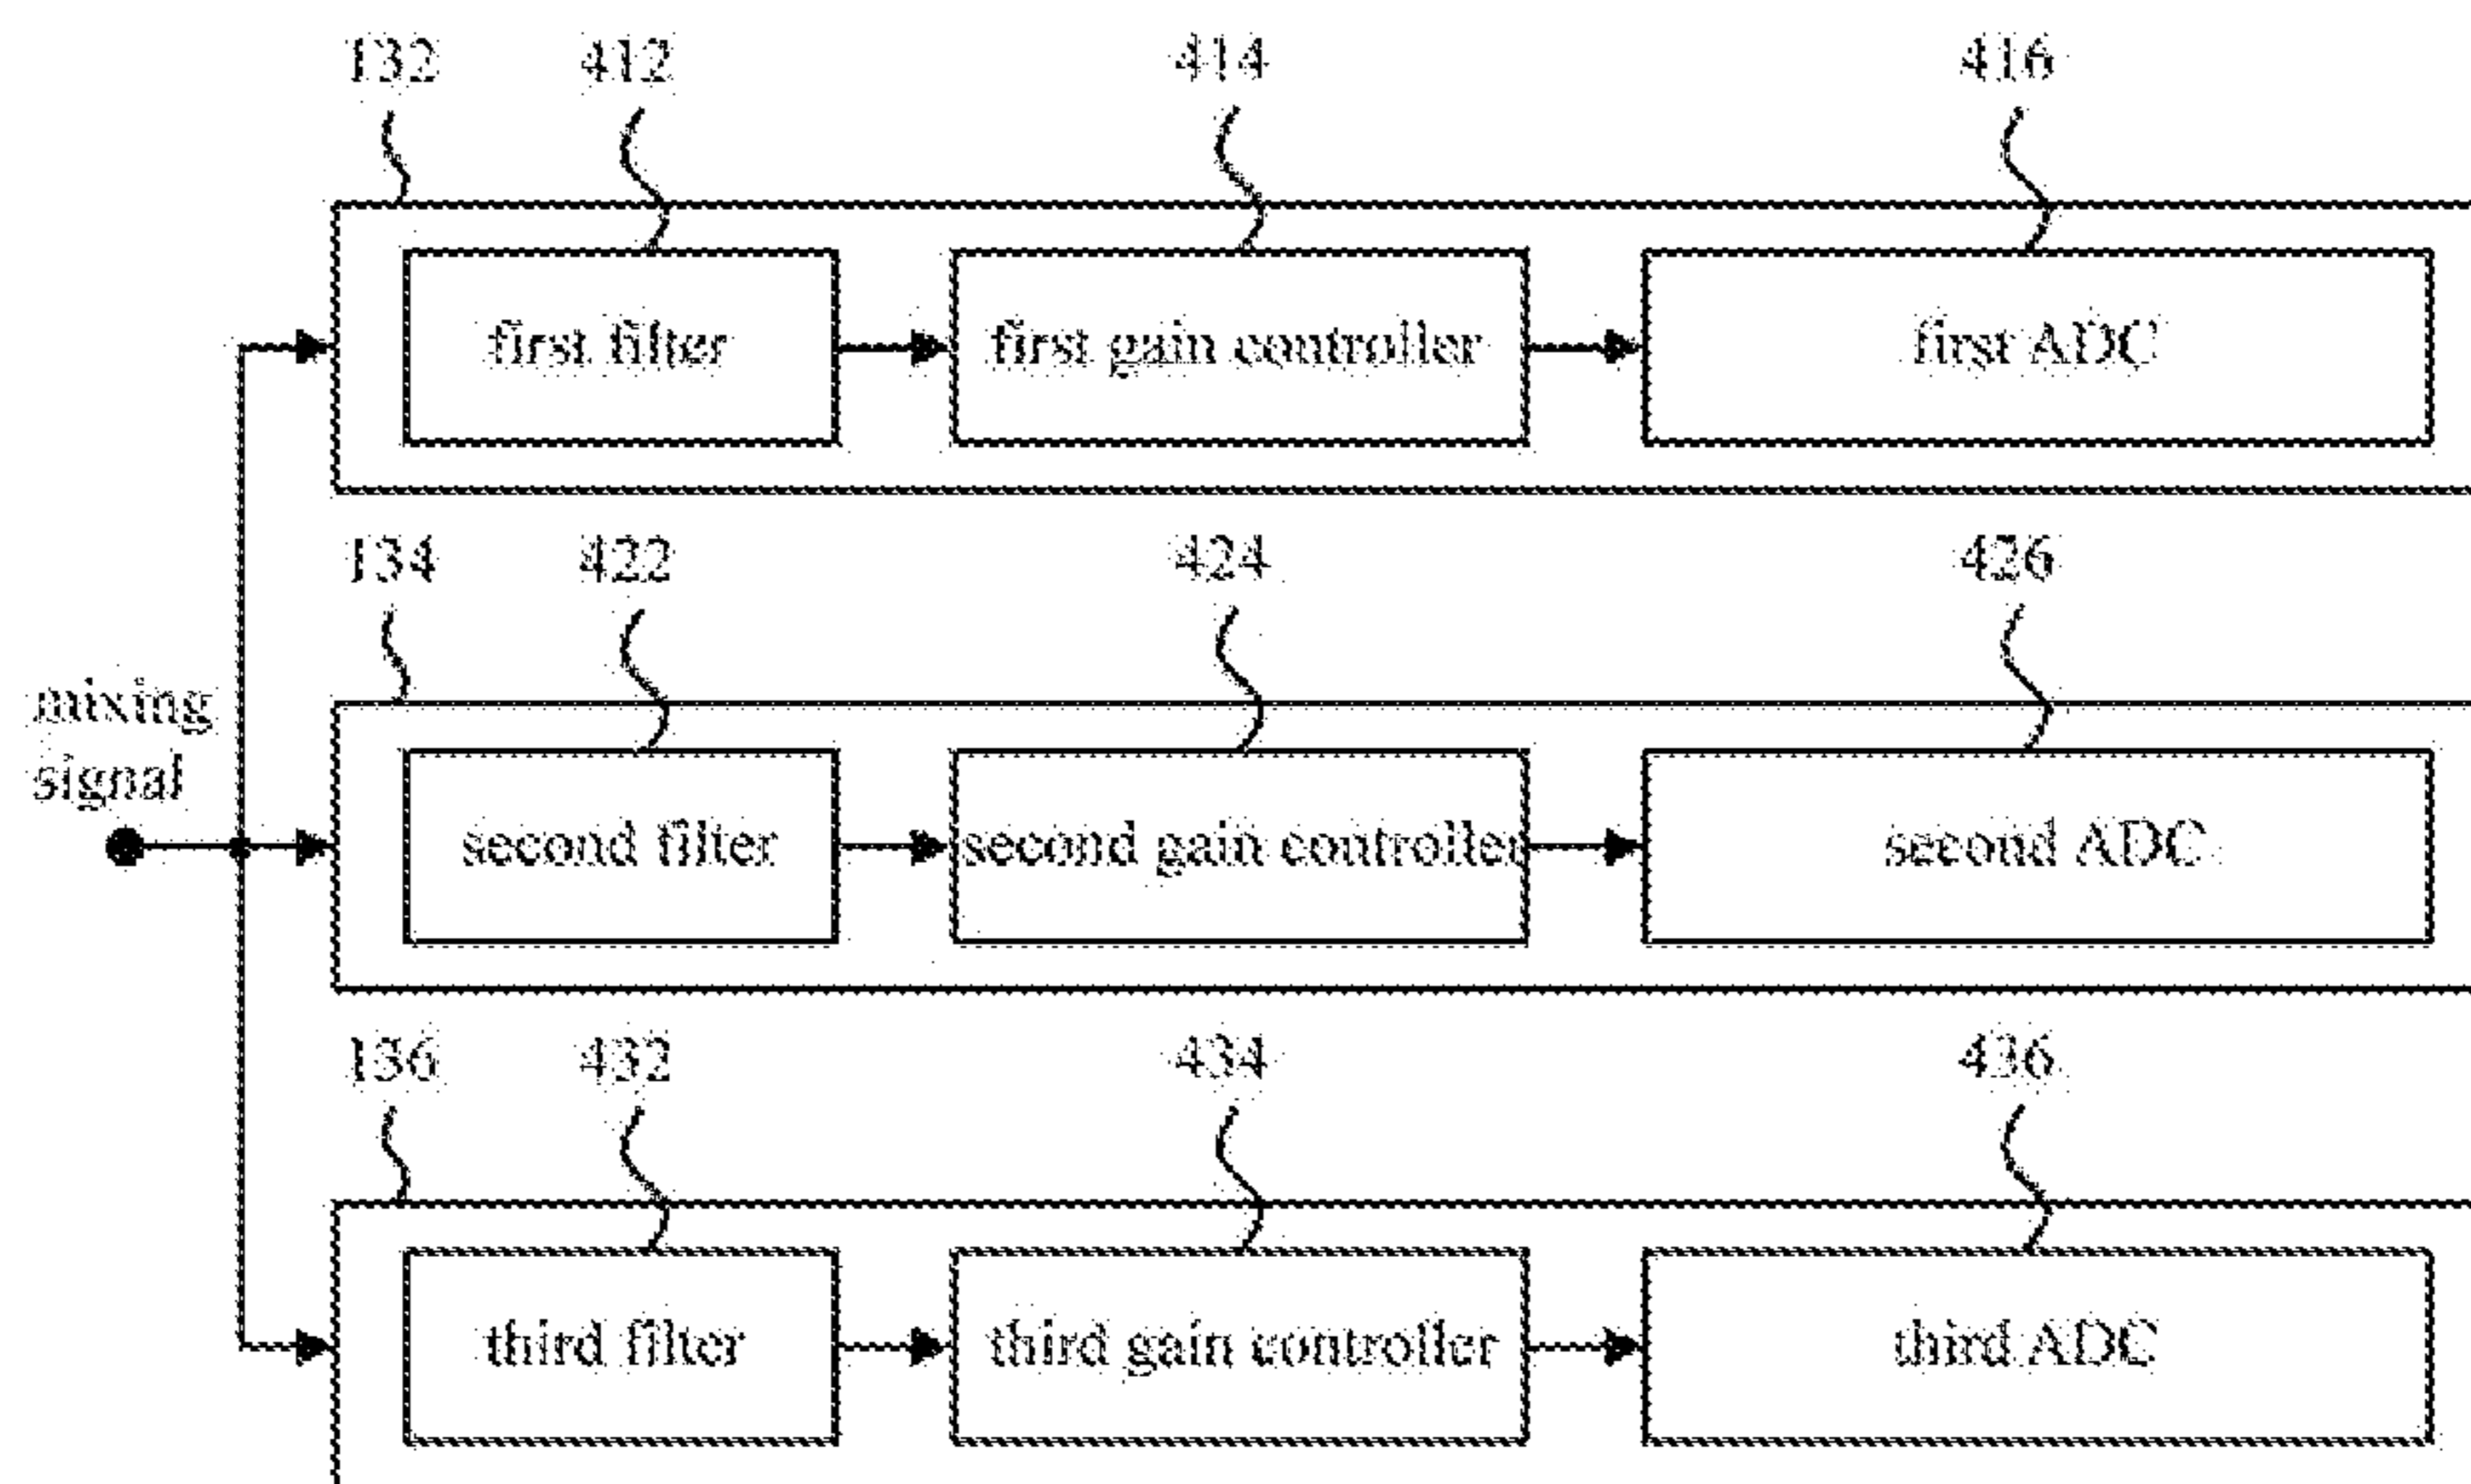 132 412 414 416
first filter first gain controller first ADC
134 422 424 426
mixing
signal
second filter second gain controller second ADC
136 432 434 436
third filter third gain controller third ADC